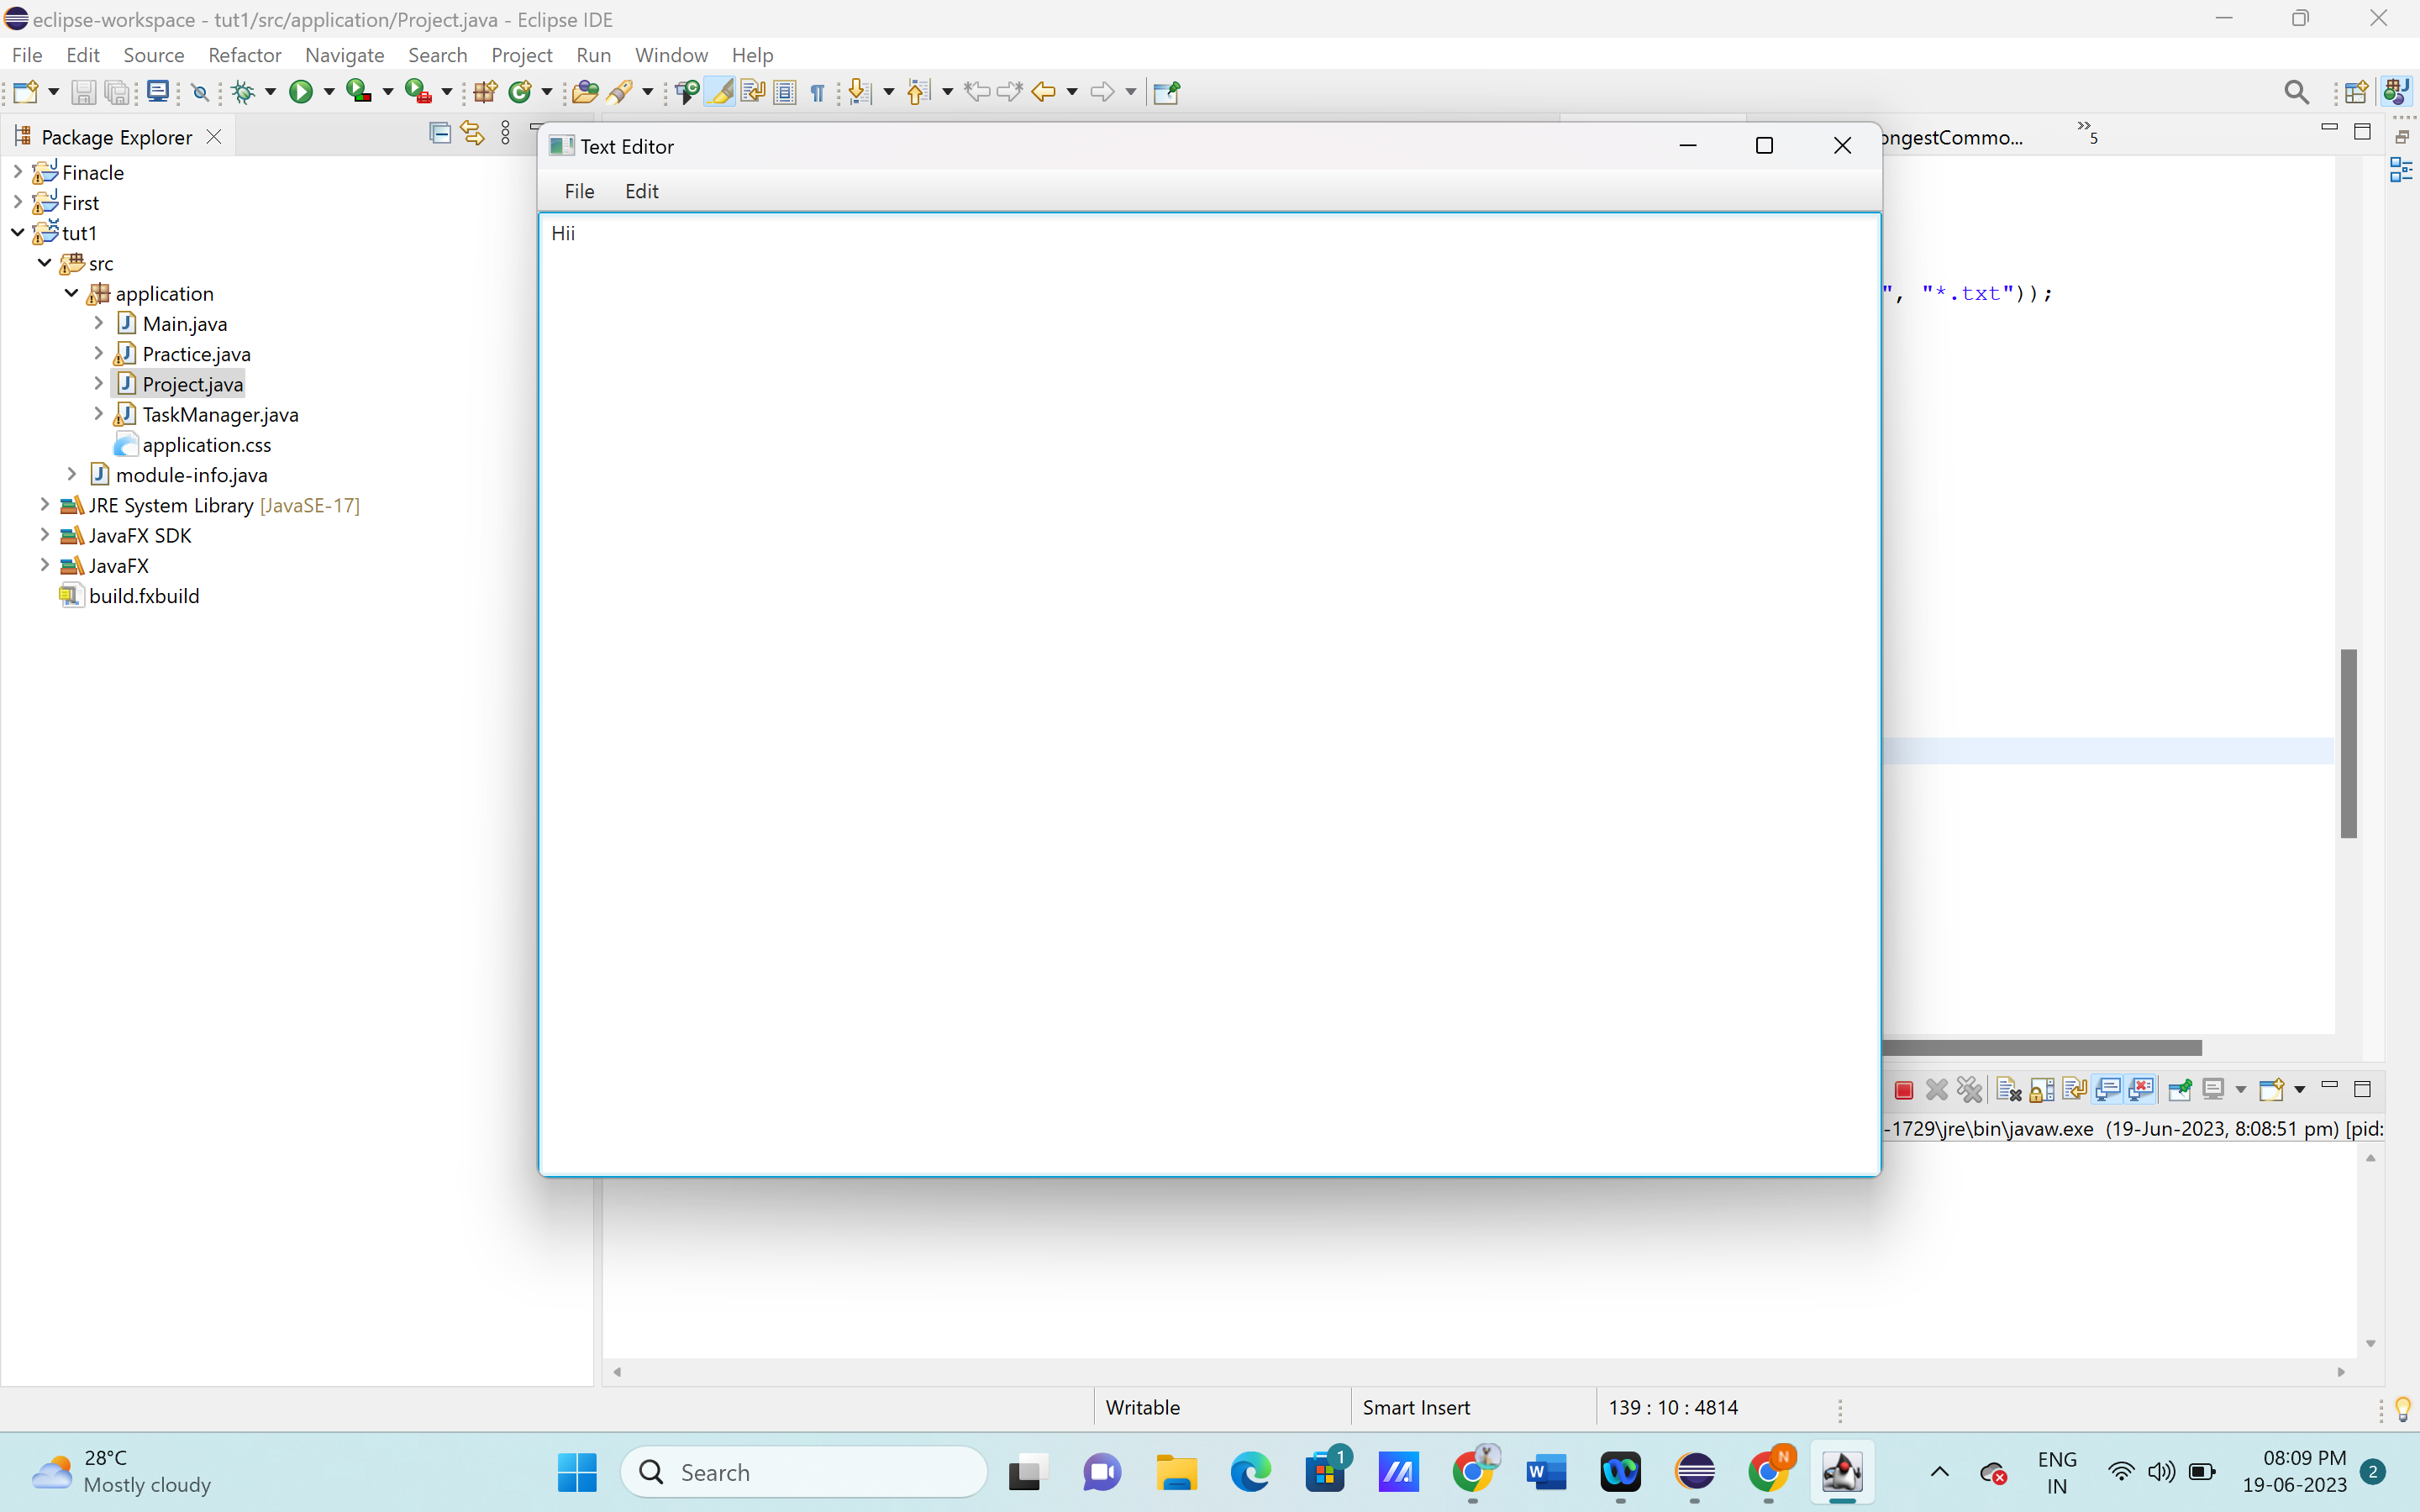 eclipse-workspace - tut1/src/application/Project.java - Eclipse IDE
File Edit Source Refactor Navigate Search Project Run Window Help
Package Explorer
Finacle
First
tut1
src
application
Main.java
Practice.java
Project.java
TaskManager.java
application.css
module-info.java
JRE System Library [JavaSE-17]
JavaFX SDK
JavaFX
build.fxbuild
Text Editor
File Edit
Hii
ongestCommo...
»5
", "*.txt"));
-1729\jre\bin\javaw.exe (19-Jun-2023, 8:08:51 pm) [pid:
Writable
Smart Insert
139 : 10 : 4814
28°C
Mostly cloudy
Search
1
N
ENG
IN
08:09 PM
19-06-2023
2